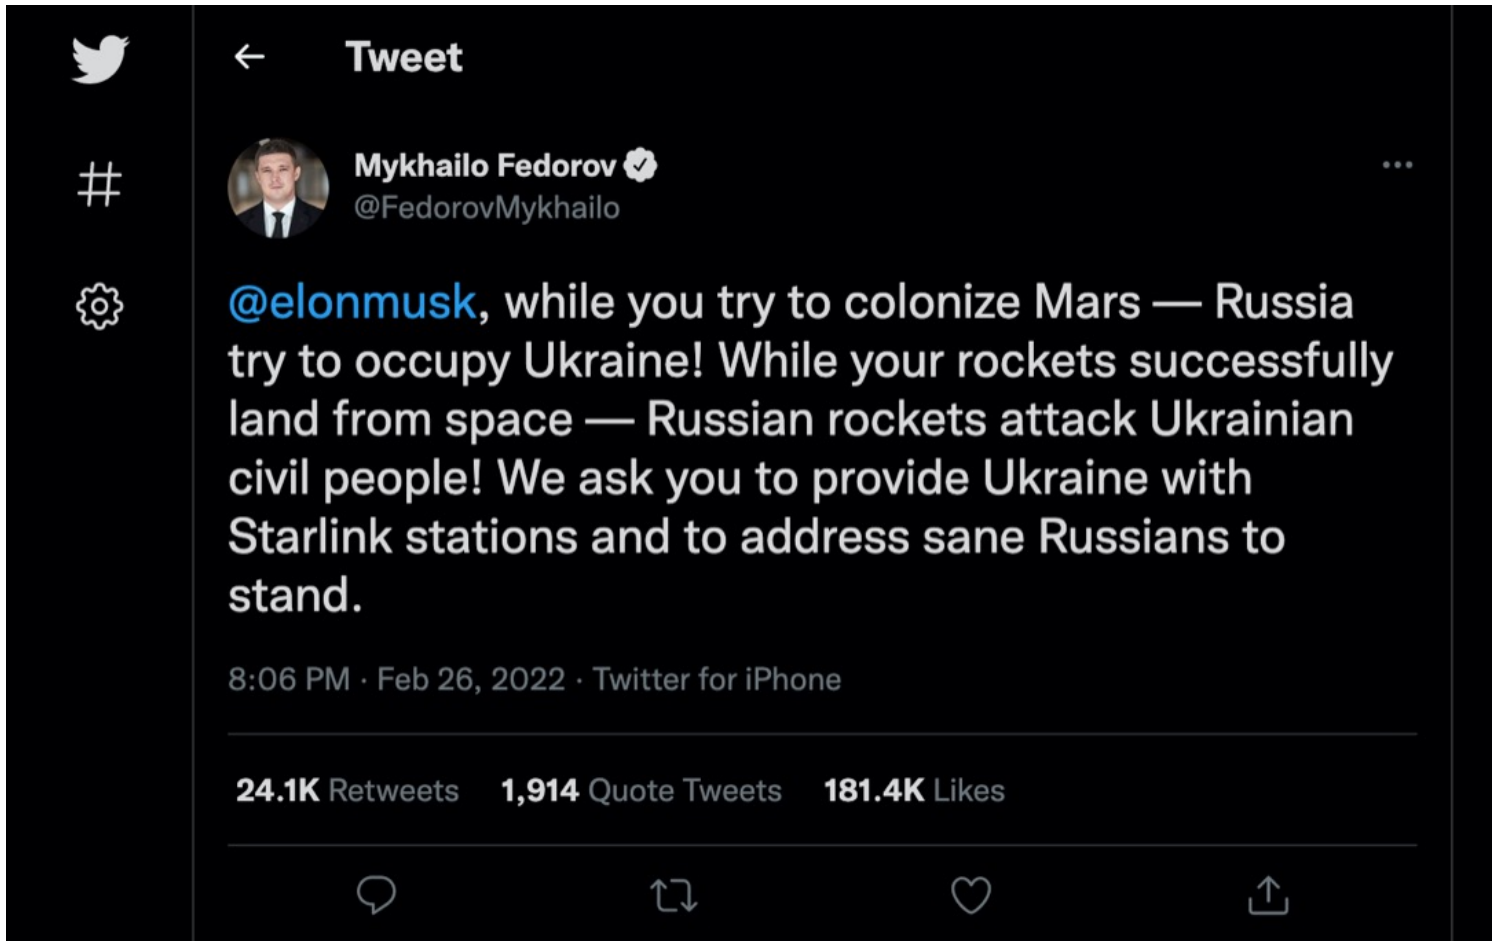 Tweet
Mykhailo Fedorov
@FedorovMykhailo
@elonmusk, while you try to colonize Mars — Russia
try to occupy Ukraine! While your rockets successfully
land from space — Russian rockets attack Ukrainian
civil people! We ask you to provide Ukraine with
Starlink stations and to address sane Russians to
stand.
8:06 PM · Feb 26, 2022 · Twitter for iPhone
24.1K Retweets 1,914 Quote Tweets 181.4K Likes